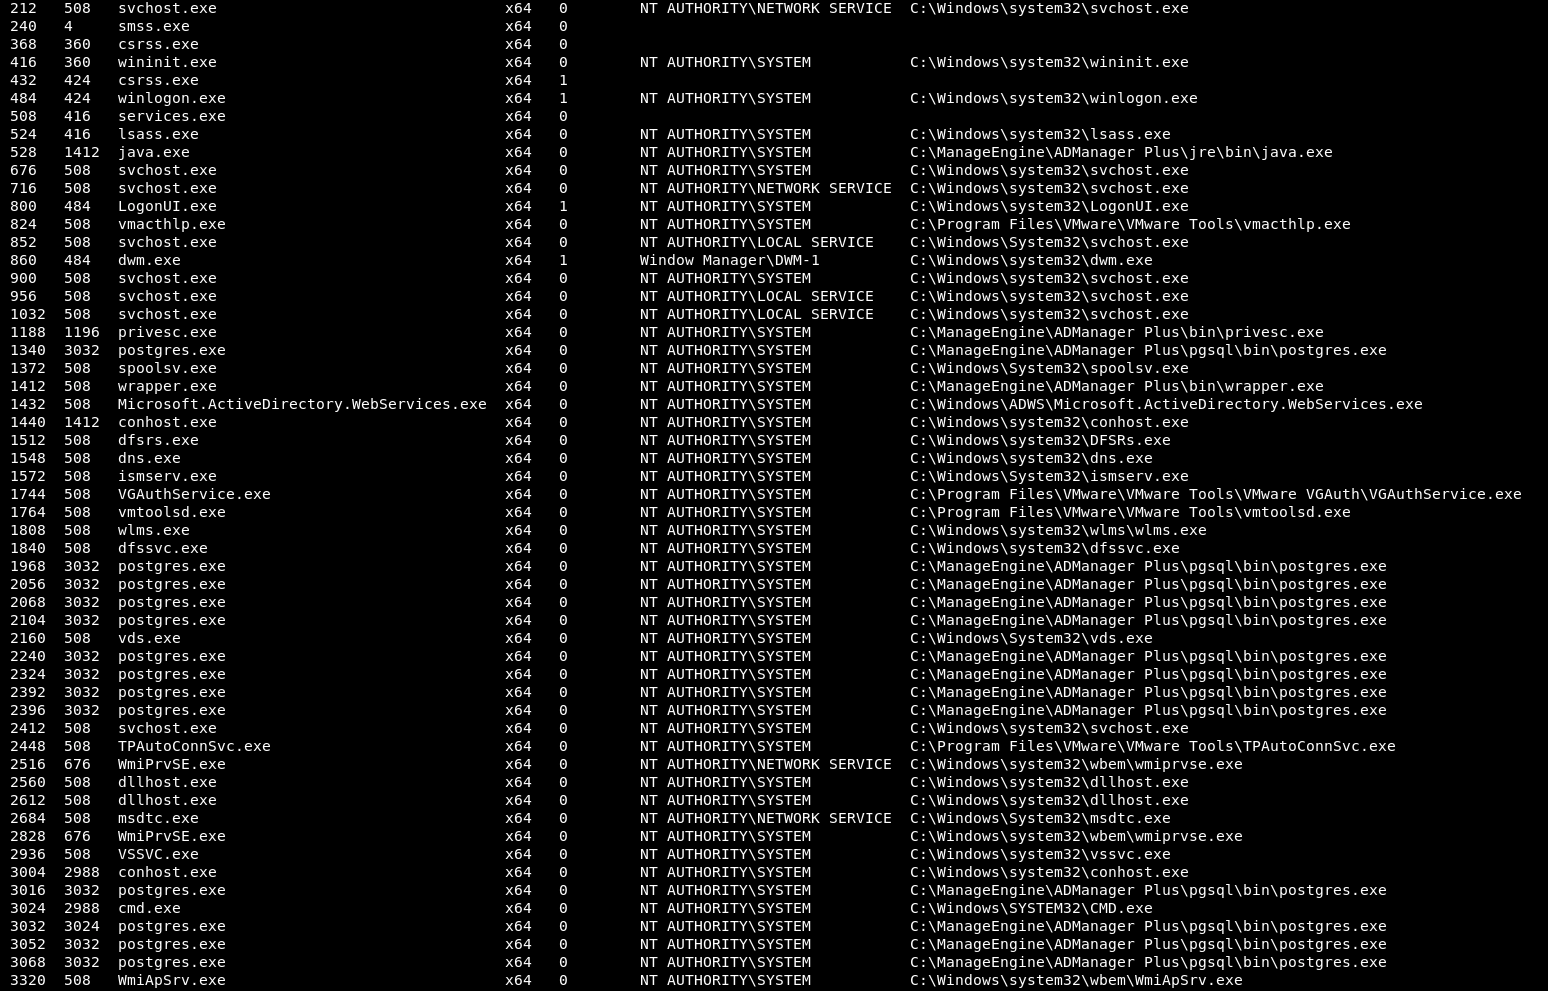 212 508 svchost.exe x64 0 NT AUTHORITY\NETWORK SERVICE C:\Windows\system32\svchost.exe
240 4 smss.exe x64 0
368 360 csrss.exe x64 0
416 360 wininit.exe x64 0 NT AUTHORITY\SYSTEM C:\Windows\system32\wininit.exe
432 424 csrss.exe x64 1
484 424 winlogon.exe x64 1 NT AUTHORITY\SYSTEM C:\Windows\system32\winlogon.exe
508 416 services.exe x64 0
524 416 lsass.exe x64 0 NT AUTHORITY\SYSTEM C:\Windows\system32\lsass.exe
528 1412 java.exe x64 0 NT AUTHORITY\SYSTEM C:\ManageEngine\ADManager Plus\jre\bin\java.exe
676 508 svchost.exe x64 0 NT AUTHORITY\SYSTEM C:\Windows\system32\svchost.exe
716 508 svchost.exe x64 0 NT AUTHORITY\NETWORK SERVICE C:\Windows\system32\svchost.exe
800 484 LogonUI.exe x64 1 NT AUTHORITY\SYSTEM C:\Windows\system32\LogonUI.exe
824 508 vmacthlp.exe x64 0 NT AUTHORITY\SYSTEM C:\Program Files\VMware\VMware Tools\vmacthlp.exe
852 508 svchost.exe x64 0 NT AUTHORITY\LOCAL SERVICE C:\Windows\System32\svchost.exe
860 484 dwm.exe x64 1 Window Manager\DWM-1 C:\Windows\system32\dwm.exe
900 508 svchost.exe x64 0 NT AUTHORITY\SYSTEM C:\Windows\system32\svchost.exe
956 508 svchost.exe x64 0 NT AUTHORITY\LOCAL SERVICE C:\Windows\system32\svchost.exe
1032 508 svchost.exe x64 0 NT AUTHORITY\LOCAL SERVICE C:\Windows\system32\svchost.exe
1188 1196 privesc.exe x64 0 NT AUTHORITY\SYSTEM C:\ManageEngine\ADManager Plus\bin\privesc.exe
1340 3032 postgres.exe x64 0 NT AUTHORITY\SYSTEM C:\ManageEngine\ADManager Plus\pgsql\bin\postgres.exe
1372 508 spoolsv.exe x64 0 NT AUTHORITY\SYSTEM C:\Windows\System32\spoolsv.exe
1412 508 wrapper.exe x64 0 NT AUTHORITY\SYSTEM C:\ManageEngine\ADManager Plus\bin\wrapper.exe
1432 508 Microsoft.ActiveDirectory.WebServices.exe x64 0 NT AUTHORITY\SYSTEM C:\Windows\ADWS\Microsoft.ActiveDirectory.WebServices.exe
1440 1412 conhost.exe x64 0 NT AUTHORITY\SYSTEM C:\Windows\system32\conhost.exe
1512 508 dfsrs.exe x64 0 NT AUTHORITY\SYSTEM C:\Windows\system32\DFSRs.exe
1548 508 dns.exe x64 0 NT AUTHORITY\SYSTEM C:\Windows\system32\dns.exe
1572 508 ismserv.exe x64 0 NT AUTHORITY\SYSTEM C:\Windows\System32\ismserv.exe
1744 508 VGAuthService.exe x64 0 NT AUTHORITY\SYSTEM C:\Program Files\VMware\VMware Tools\VMware VGAuth\VGAuthService.exe
1764 508 vmtoolsd.exe x64 0 NT AUTHORITY\SYSTEM C:\Program Files\VMware\VMware Tools\vmtoolsd.exe
1808 508 wlms.exe x64 0 NT AUTHORITY\SYSTEM C:\Windows\system32\wlms\wlms.exe
1840 508 dfssvc.exe x64 0 NT AUTHORITY\SYSTEM C:\Windows\system32\dfssvc.exe
1968 3032 postgres.exe x64 0 NT AUTHORITY\SYSTEM C:\ManageEngine\ADManager Plus\pgsql\bin\postgres.exe
2056 3032 postgres.exe x64 0 NT AUTHORITY\SYSTEM C:\ManageEngine\ADManager Plus\pgsql\bin\postgres.exe
2068 3032 postgres.exe x64 0 NT AUTHORITY\SYSTEM C:\ManageEngine\ADManager Plus\pgsql\bin\postgres.exe
2104 3032 postgres.exe x64 0 NT AUTHORITY\SYSTEM C:\ManageEngine\ADManager Plus\pgsql\bin\postgres.exe
2160 508 vds.exe x64 0 NT AUTHORITY\SYSTEM C:\Windows\System32\vds.exe
2240 3032 postgres.exe x64 0 NT AUTHORITY\SYSTEM C:\ManageEngine\ADManager Plus\pgsql\bin\postgres.exe
2324 3032 postgres.exe x64 0 NT AUTHORITY\SYSTEM C:\ManageEngine\ADManager Plus\pgsql\bin\postgres.exe
2392 3032 postgres.exe x64 0 NT AUTHORITY\SYSTEM C:\ManageEngine\ADManager Plus\pgsql\bin\postgres.exe
2396 3032 postgres.exe x64 0 NT AUTHORITY\SYSTEM C:\ManageEngine\ADManager Plus\pgsql\bin\postgres.exe
2412 508 svchost.exe x64 0 NT AUTHORITY\SYSTEM C:\Windows\system32\svchost.exe
2448 508 TPAutoConnSvc.exe x64 0 NT AUTHORITY\SYSTEM C:\Program Files\VMware\VMware Tools\TPAutoConnSvc.exe
2516 676 WmiPrvSE.exe x64 0 NT AUTHORITY\NETWORK SERVICE C:\Windows\system32\wbem\wmiprvse.exe
2560 508 dllhost.exe x64 0 NT AUTHORITY\SYSTEM C:\Windows\system32\dllhost.exe
2612 508 dllhost.exe x64 0 NT AUTHORITY\SYSTEM C:\Windows\system32\dllhost.exe
2684 508 msdtc.exe x64 0 NT AUTHORITY\NETWORK SERVICE C:\Windows\System32\msdtc.exe
2828 676 WmiPrvSE.exe x64 0 NT AUTHORITY\SYSTEM C:\Windows\system32\wbem\wmiprvse.exe
2936 508 VSSVC.exe x64 0 NT AUTHORITY\SYSTEM C:\Windows\system32\vssvc.exe
3004 2988 conhost.exe x64 0 NT AUTHORITY\SYSTEM C:\Windows\system32\conhost.exe
3016 3032 postgres.exe x64 0 NT AUTHORITY\SYSTEM C:\ManageEngine\ADManager Plus\pgsql\bin\postgres.exe
3024 2988 cmd.exe x64 0 NT AUTHORITY\SYSTEM C:\Windows\SYSTEM32\CMD.exe
3032 3024 postgres.exe x64 0 NT AUTHORITY\SYSTEM C:\ManageEngine\ADManager Plus\pgsql\bin\postgres.exe
3052 3032 postgres.exe x64 0 NT AUTHORITY\SYSTEM C:\ManageEngine\ADManager Plus\pgsql\bin\postgres.exe
3068 3032 postgres.exe x64 0 NT AUTHORITY\SYSTEM C:\ManageEngine\ADManager Plus\pgsql\bin\postgres.exe
3320 508 WmiApSrv.exe x64 0 NT AUTHORITY\SYSTEM C:\Windows\system32\wbem\WmiApSrv.exe